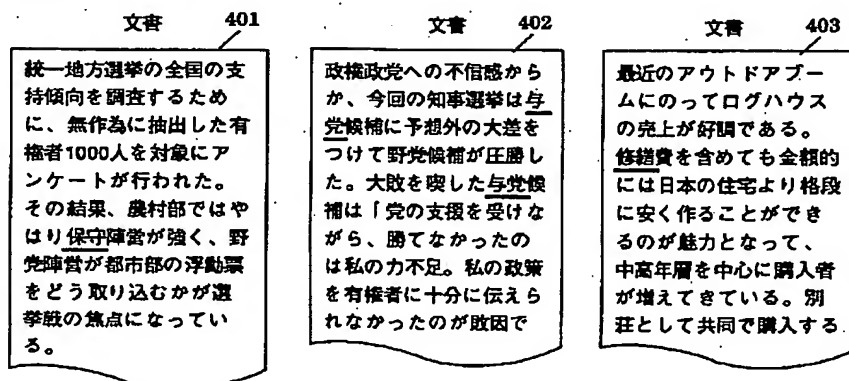 文書 401
統一地方選挙の全国の支
持傾向を調査するため
に、無作為に抽出した有
権者1000人を対象にア
ンケートが行われた。
その結果、農村部ではや
はり保守陣営が強く、野
党陣営が都市部の浮動票
をどう取り込むかが選
挙戦の焦点になってい
る。
文書 402
政権政党への不信感から
か、今回の知事選挙は与
党候補に予想外の大差を
つけて野党候補が圧勝し
た。大敗を喫した与党候
補は「党の支援を受けな
がら、勝てなかったの
は私の力不足。私の政策
を有権者に十分に伝えら
れなかったのが敗因で
文書 403
最近のアウトドアブー
ムにのってログハウス
の売上が好調である。
修繕費を含めても金額的
には日本の住宅より格段
に安く作ることができ
るのが魅力となって、
中高年層を中心に購入者
が増えてきている。別
荘として共同で購入する